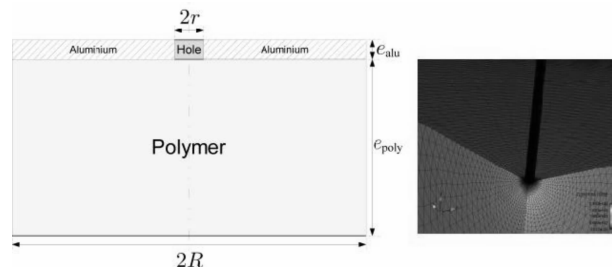 2r
Aluminium Hole Aluminium
e_alu
Polymer
e_poly
2R